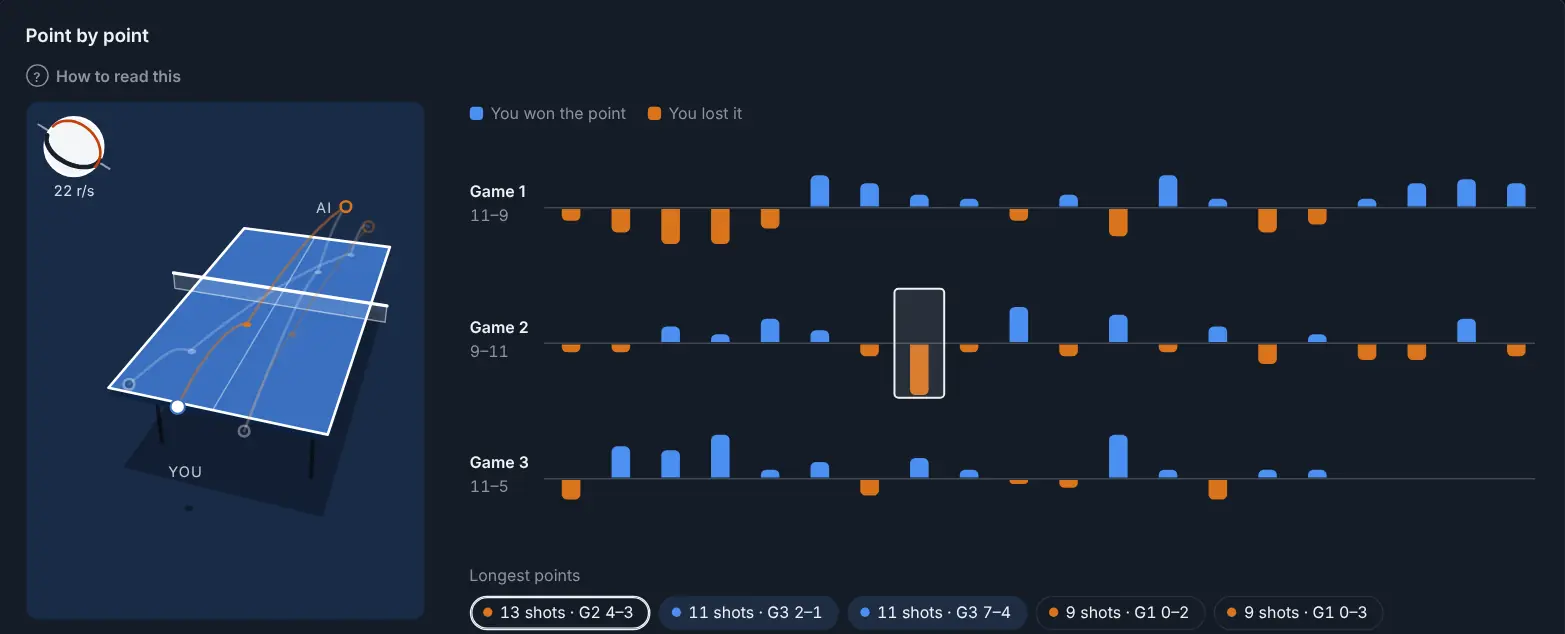 Point by point
? How to read this
22 r/s
AI
YOU
You won the point You lost it
Game 1
11–9
Game 2
9–11
Game 3
11–5
Longest points
13 shots · G2 4–3 11 shots · G3 2–1 11 shots · G3 7–4 9 shots · G1 0–2 9 shots · G1 0–3